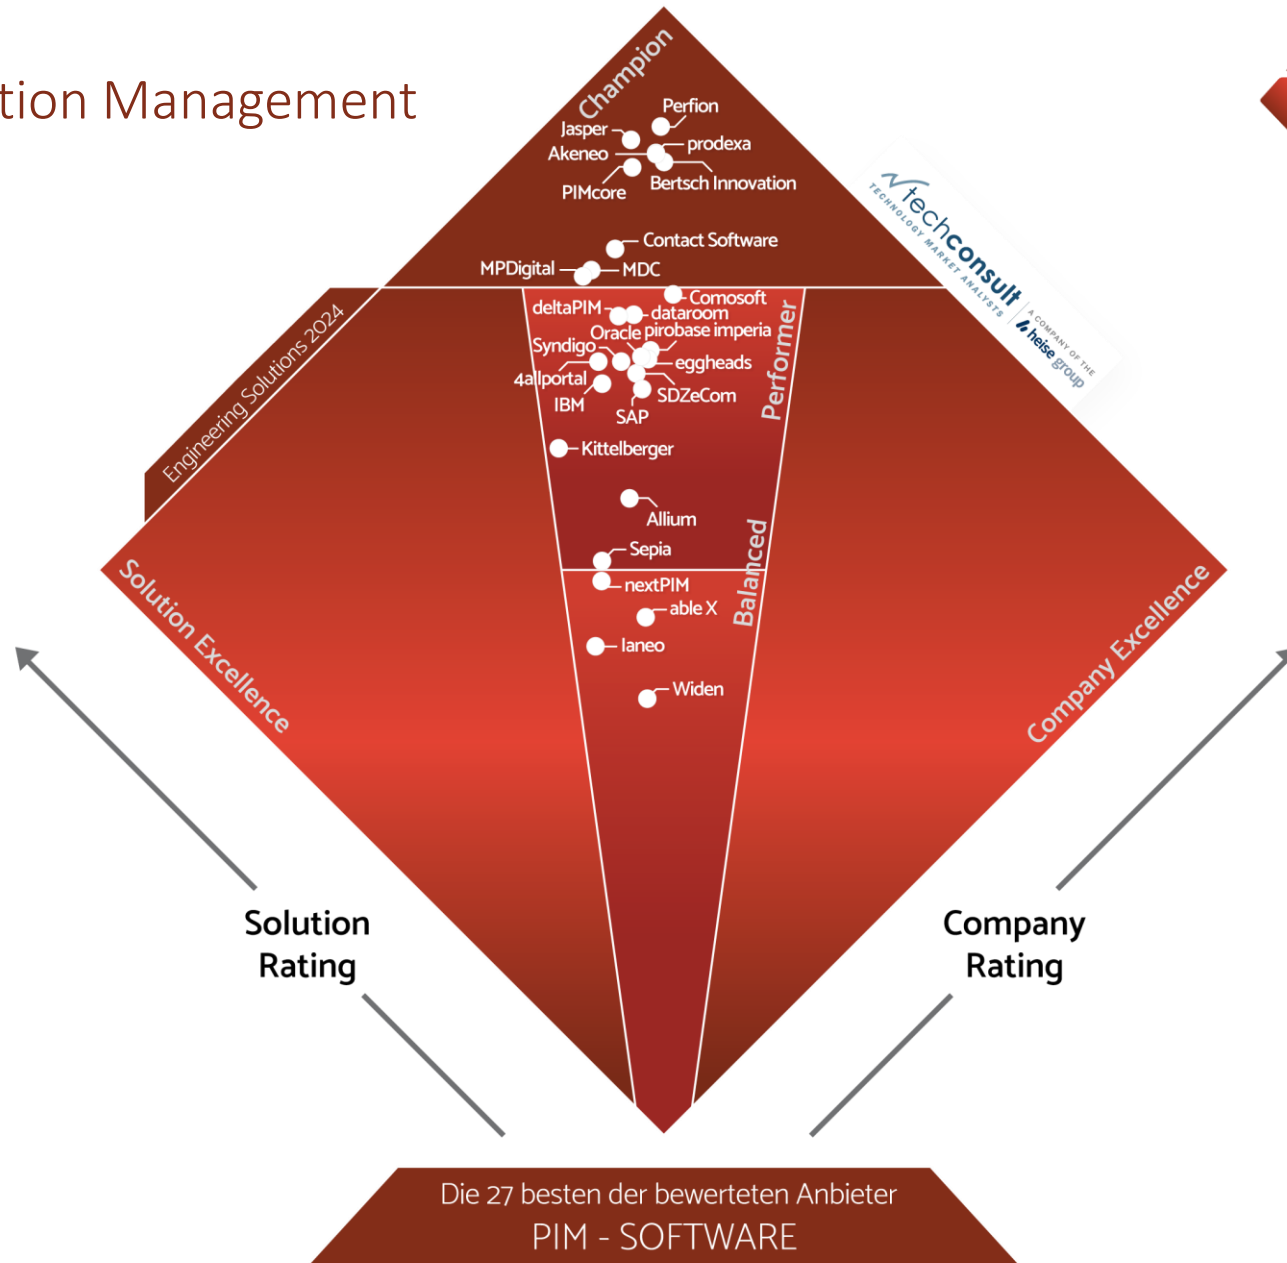 tion Management
Champion
Perfion
Jasper
prodexa
Akeneo
Bertsch Innovation
PIMcore
Contact Software
MPDigital
MDC
techconsult
TECHNOLOGY MARKET ANALYSTS
A COMPANY OF THE
heise group
Engineering Solutions 2024
Comosoft
deltaPIM
dataroom
Oracle
pirobase imperia
Syndigo
eggheads
4allportal
SDZeCom
IBM
SAP
Performer
Kittelberger
Allium
Sepia
Balanced
nextPIM
able X
laneo
Widen
Solution Excellence
Company Excellence
Solution
Rating
Company
Rating
Die 27 besten der bewerteten Anbieter
PIM - SOFTWARE